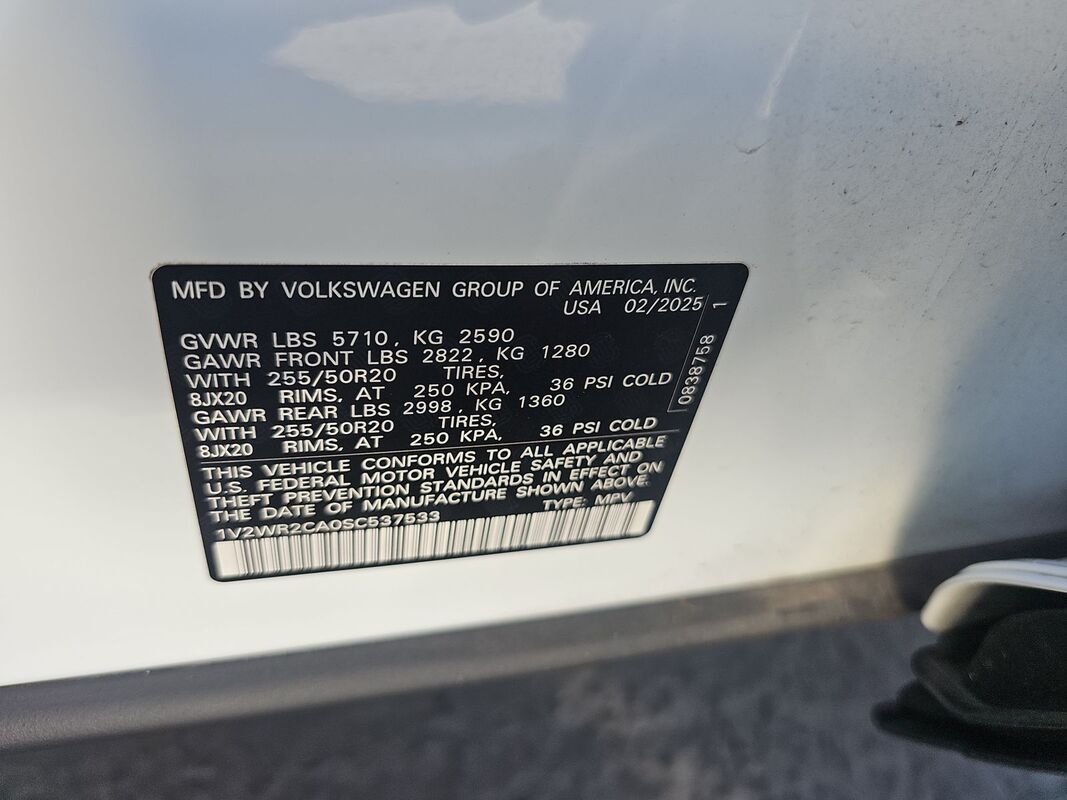 MFD BY VOLKSWAGEN GROUP OF AMERICA, INC.
USA 02/2025
GVWR LBS 5710, KG 2590
GAWR FRONT LBS 2822, KG 1280
WITH 255/50R20 TIRES,
8JX20 RIMS, AT 250 KPA, 36 PSI COLD
GAWR REAR LBS 2998, KG 1360
WITH 255/50R20 TIRES,
8JX20 RIMS, AT 250 KPA, 36 PSI COLD
THIS VEHICLE CONFORMS TO ALL APPLICABLE
U.S. FEDERAL MOTOR VEHICLE SAFETY AND
THEFT PREVENTION STANDARDS IN EFFECT ON
THE DATE OF MANUFACTURE SHOWN ABOVE.
1V2WR2CA0SC537533 TYPE: MPV
0838758 1